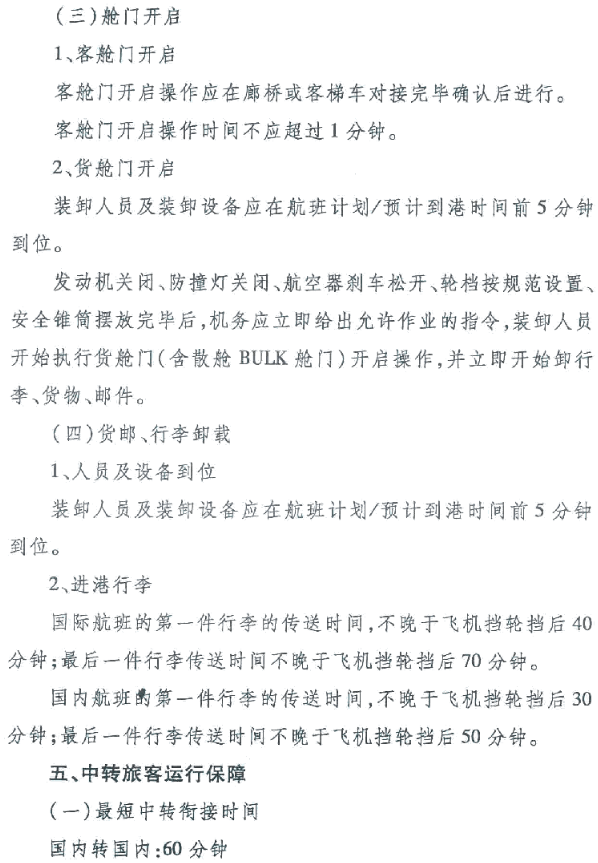 (三)舱门开启
1、客舱门开启
客舱门开启操作应在廊桥或客梯车对接完毕确认后进行。
客舱门开启操作时间不应超过1分钟。
2、货舱门开启
装卸人员及装卸设备应在航班计划/预计到港时间前5分钟
到位。
发动机关闭、防撞灯关闭、航空器刹车松开、轮档按规范设置、
安全锥筒摆放完毕后,机务应立即给出允许作业的指令,装卸人员
开始执行货舱门(含散舱BULK舱门)开启操作,并立即开始卸行
李、货物、邮件。
(四)货邮、行李卸载
1、人员及设备到位
装卸人员及装卸设备应在航班计划/预计到港时间前5分钟
到位。
2、进港行李
国际航班的第一件行李的传送时间,不晚于飞机挡轮挡后40
分钟;最后一件行李传送时间不晚于飞机挡轮挡后70分钟。
国内航班的第一件行李的传送时间,不晚于飞机挡轮挡后30
分钟;最后一件行李传送时间不晚于飞机挡轮挡后50分钟。
五、中转旅客运行保障
(一)最短中转衔接时间
国内转国内:60分钟